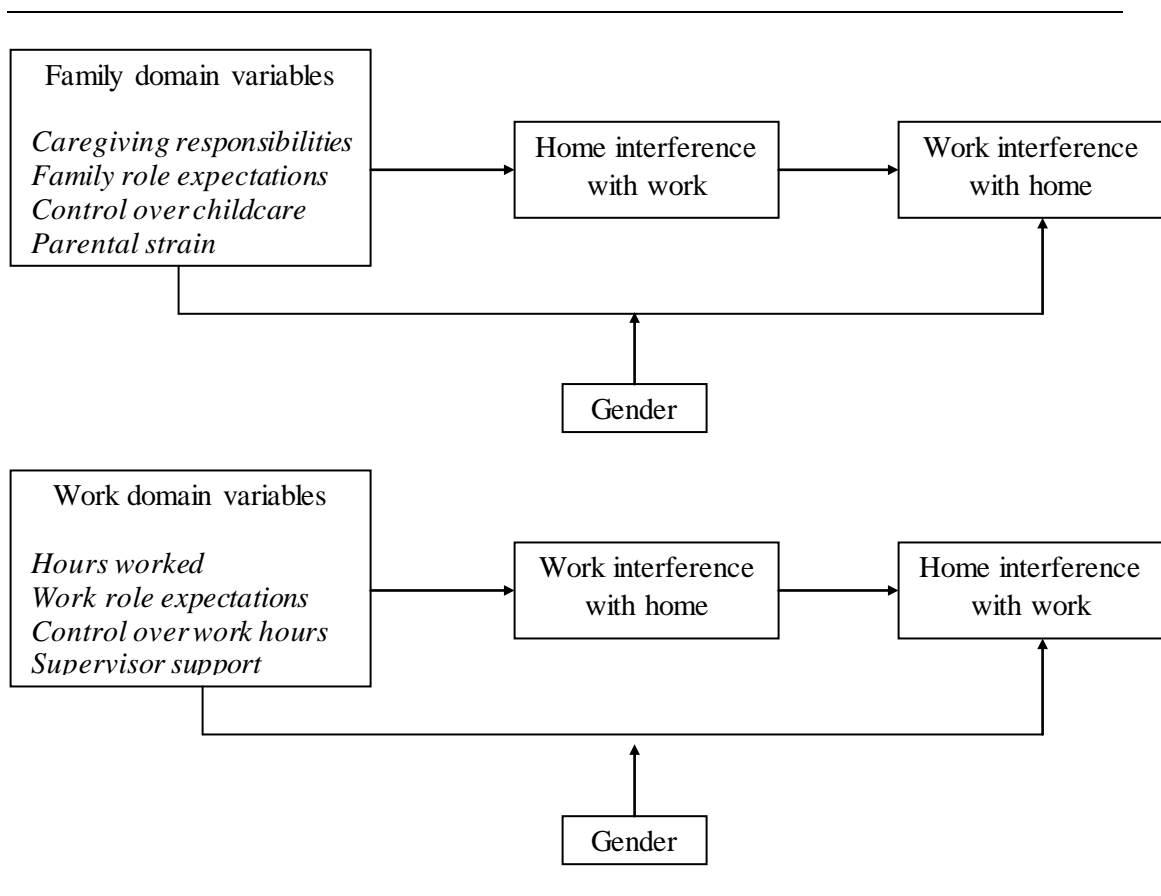 Family domain variables
Caregiving responsibilities
Family role expectations
Control over childcare
Parental strain
Home interference
with work
Work interference
with home
Gender
Work domain variables
Hours worked
Work role expectations
Control over work hours
Supervisor support
Work interference
with home
Home interference
with work
Gender